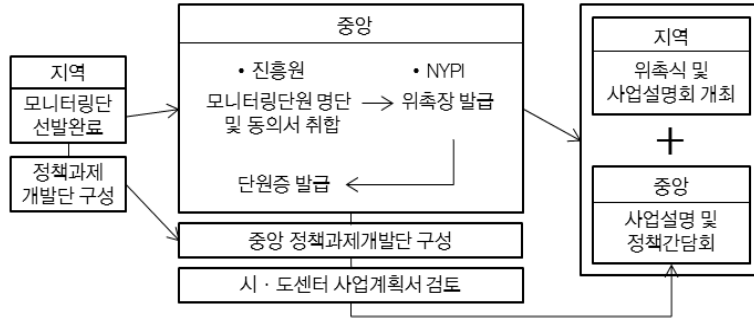 지역
모니터링단
선발완료
정책과제
개발단 구성
중앙
• 진흥원
모니터링단원 명단
및 동의서 취합
• NYPI
위촉장 발급
단원증 발급
중앙 정책과제개발단 구성
시 · 도센터 사업계획서 검토
지역
위촉식 및
사업설명회 개최
+
중앙
사업설명 및
정책간담회